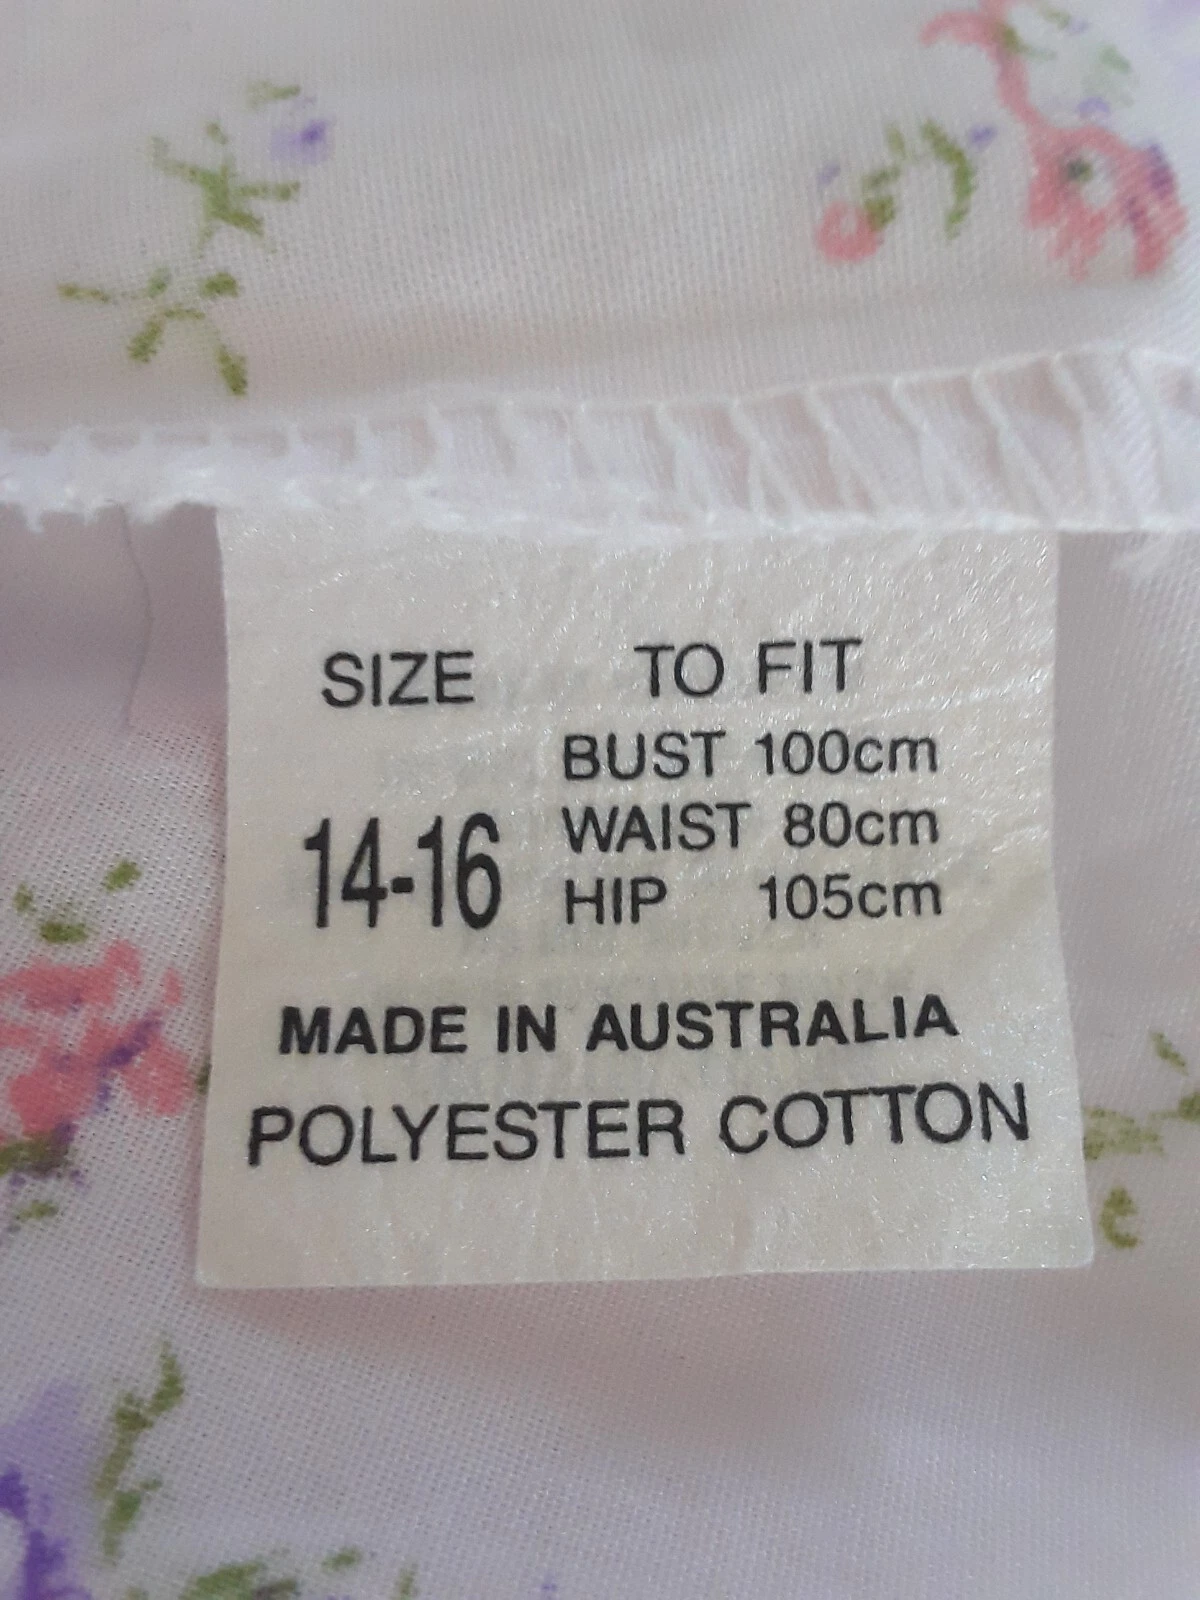 SIZE TO FIT
BUST 100cm
14-16 WAIST 80cm
HIP 105cm
MADE IN AUSTRALIA
POLYESTER COTTON